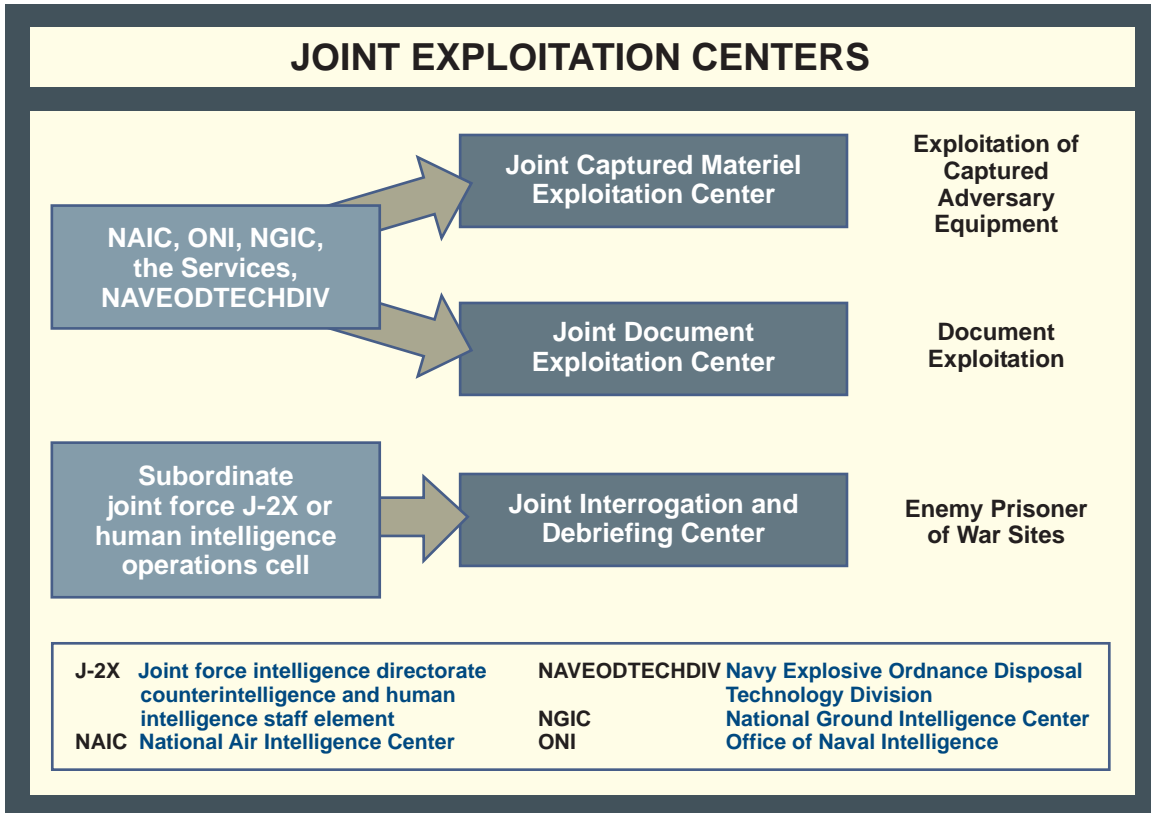 JOINT EXPLOITATION CENTERS
NAIC, ONI, NGIC,
the Services,
NAVEODTECHDIV
Joint Captured Materiel
Exploitation Center
Exploitation of
Captured
Adversary
Equipment
Joint Document
Exploitation Center
Document
Exploitation
Subordinate
joint force J-2X or
human intelligence
operations cell
Joint Interrogation and
Debriefing Center
Enemy Prisoner
of War Sites
J-2X Joint force intelligence directorate
counterintelligence and human
intelligence staff element
NAIC National Air Intelligence Center
NAVEODTECHDIV Navy Explosive Ordnance Disposal
Technology Division
NGIC National Ground Intelligence Center
ONI Office of Naval Intelligence